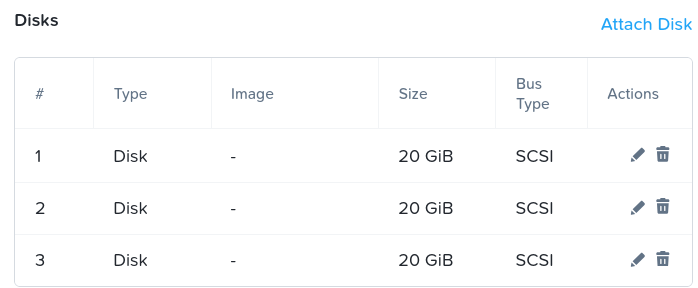 Disks
Attach Disk
# Type Image Size Bus Type Actions
1 Disk - 20 GiB SCSI
2 Disk - 20 GiB SCSI
3 Disk - 20 GiB SCSI